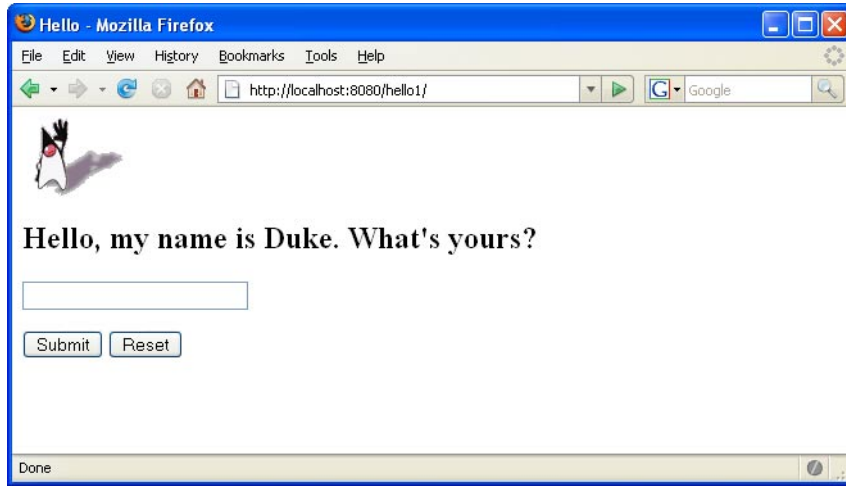 Hello - Mozilla Firefox
File Edit View History Bookmarks Tools Help
http://localhost:8080/hello1/ G Google
Hello, my name is Duke. What's yours?
Submit Reset
Done